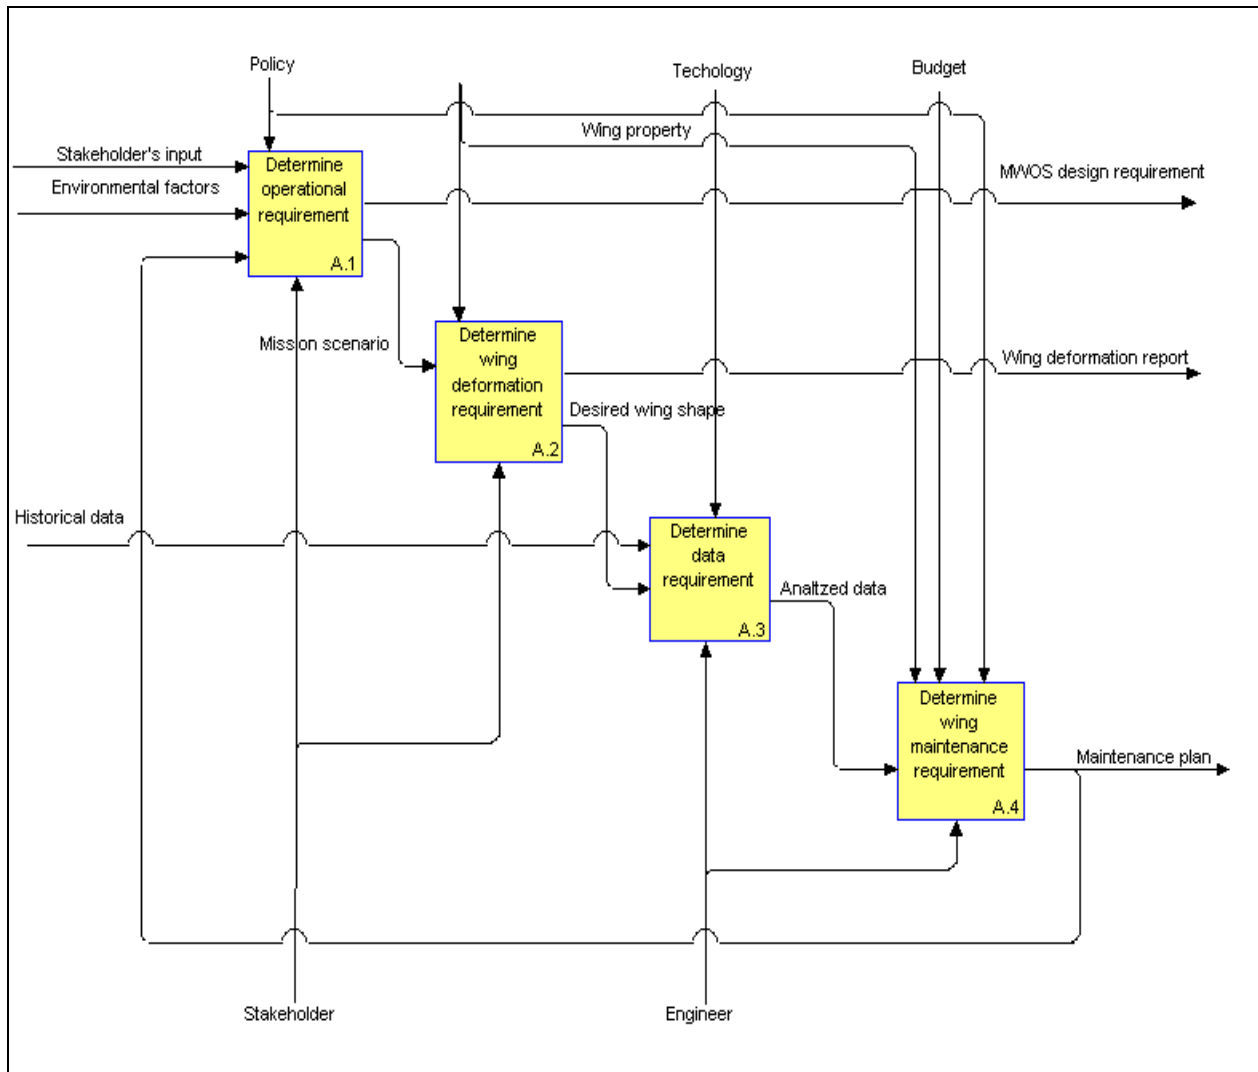 Policy
Techology
Budget
Wing property
Stakeholder's input
Environmental factors
Determine
operational
requirement
A.1
MWOS design requirement
Mission scenario
Determine
wing
deformation
requirement
A.2
Wing deformation report
Desired wing shape
Historical data
Determine
data
requirement
A.3
Analtzed data
Determine
wing
maintenance
requirement
A.4
Maintenance plan
Stakeholder
Engineer